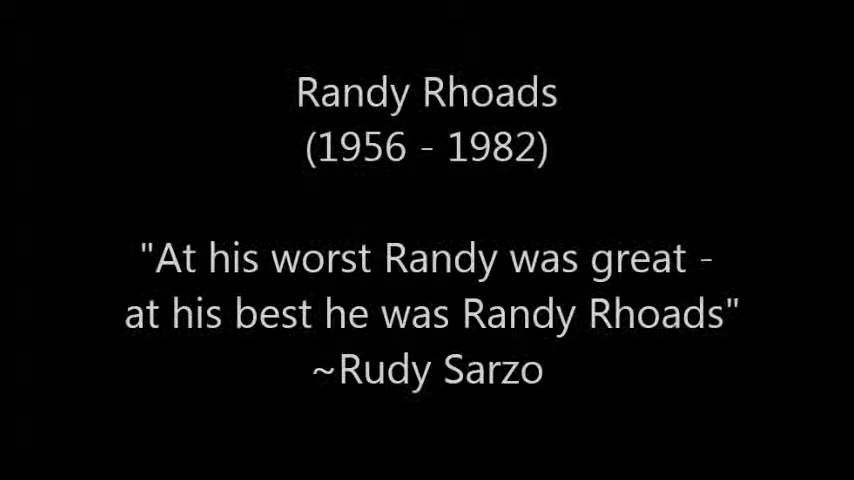 Randy Rhoads
(1956 - 1982)
"At his worst Randy was great -
at his best he was Randy Rhoads"
~Rudy Sarzo